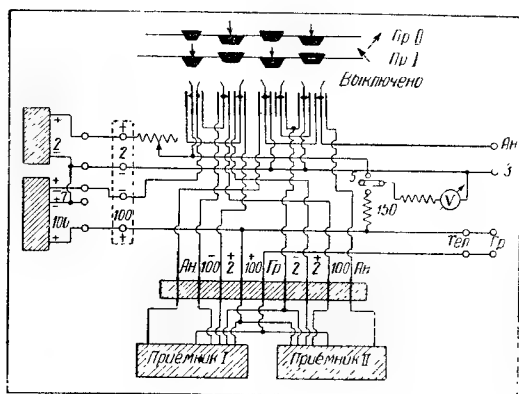 Пр II
Пр I
Выключено
+
2
-
+
2
-
Ан
З
5
+
-7
-
100
+
-
100
+
150
V
Тел
Гр
Ан 100 2 100 Гр 2 2 100 Ан
- + + - +
Приемник I
Приемник II